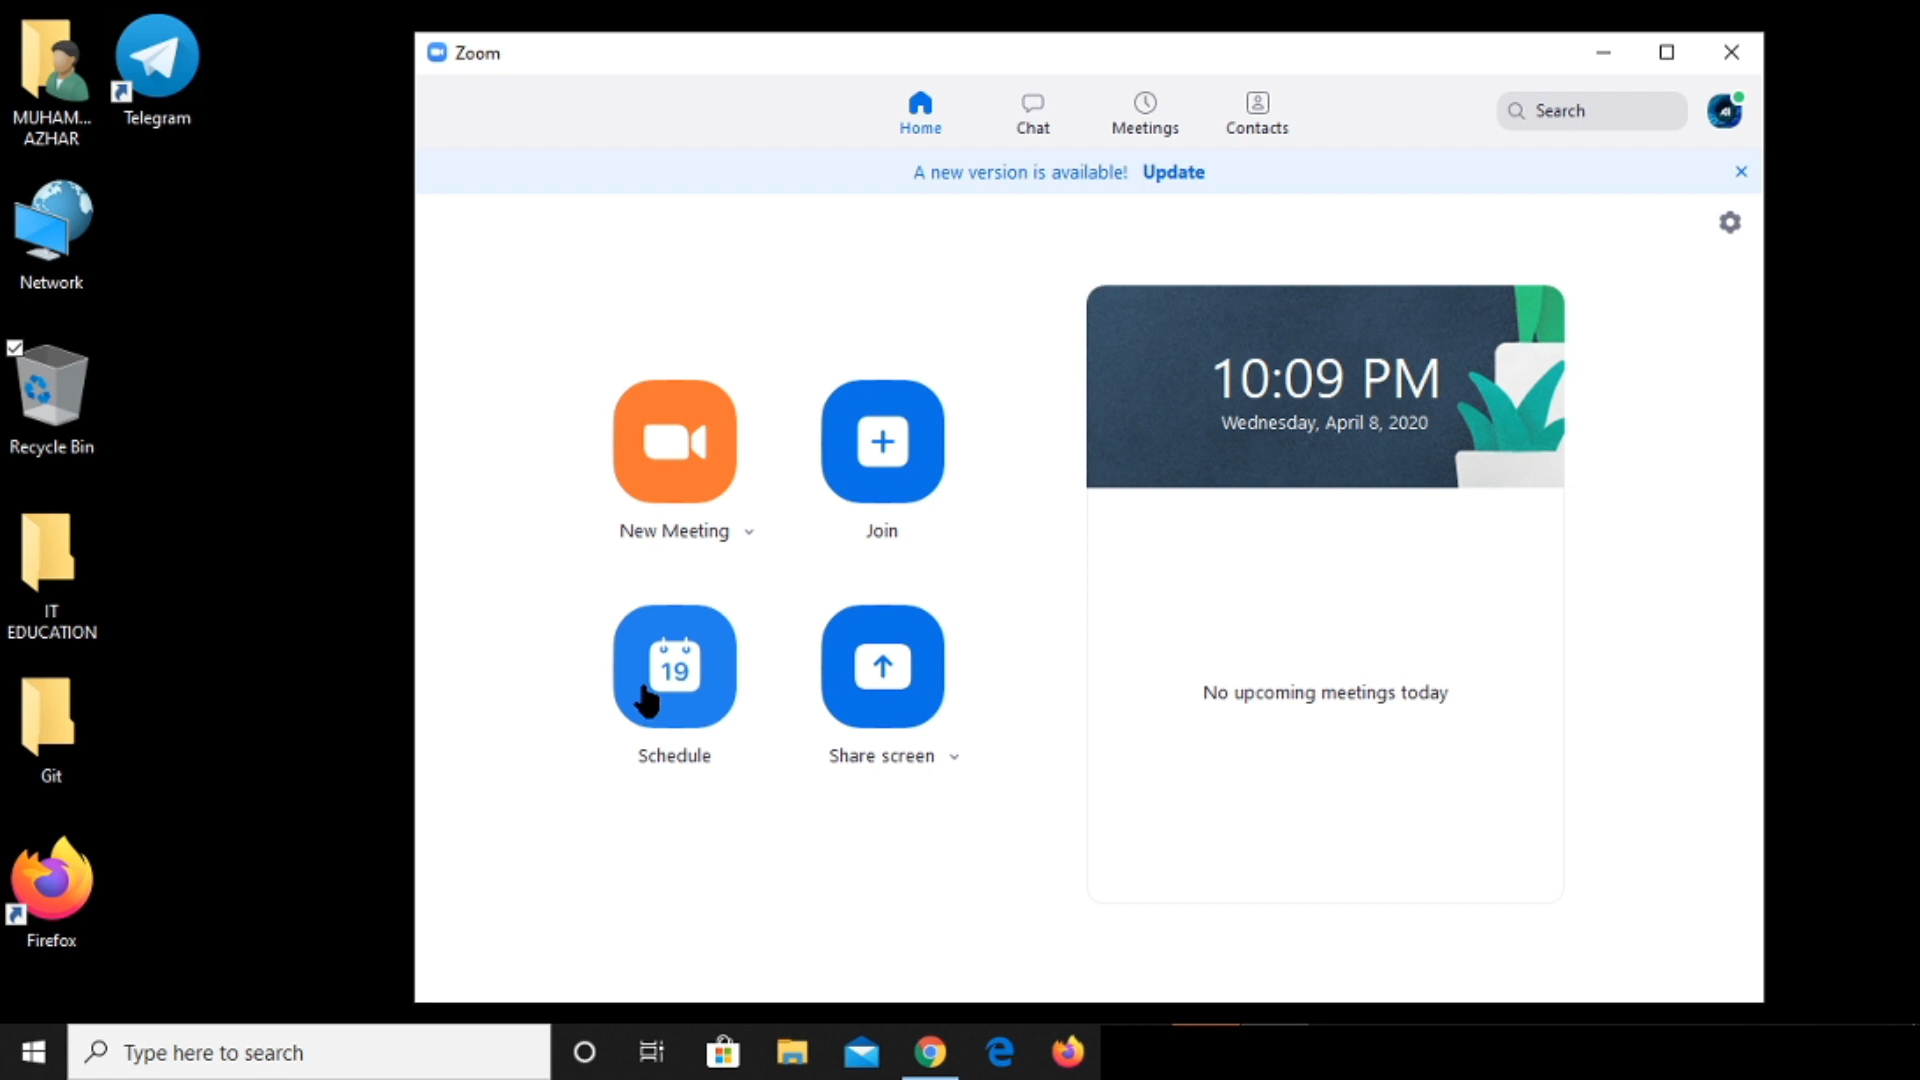 MUHAM...
AZHAR
Telegram
Network
Recycle Bin
IT
EDUCATION
Git
Firefox
Zoom
Home
Chat
Meetings
Contacts
Search
A new version is available! Update
10:09 PM
Wednesday, April 8, 2020
New Meeting
Join
19
Schedule
Share screen
No upcoming meetings today
Type here to search